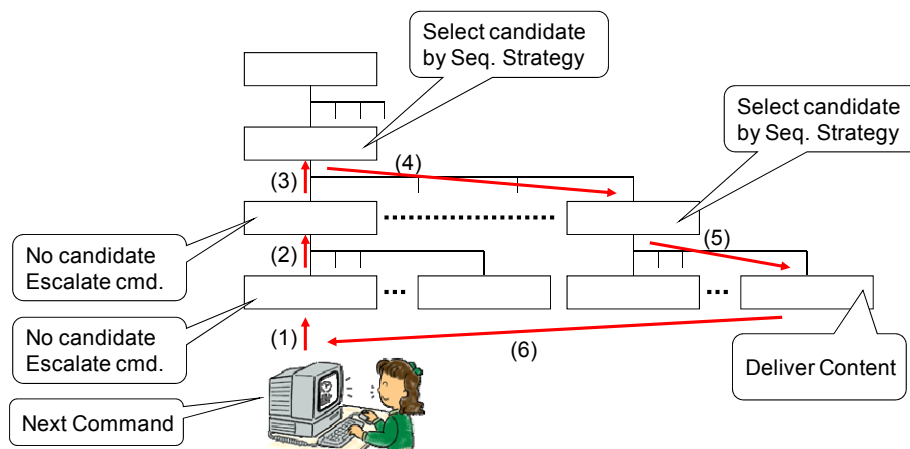 Select candidate
by Seq. Strategy
Select candidate
by Seq. Strategy
(4)
(3)
(5)
(2)
No candidate
Escalate cmd.
No candidate
Escalate cmd.
(1)
(6)
Deliver Content
Next Command